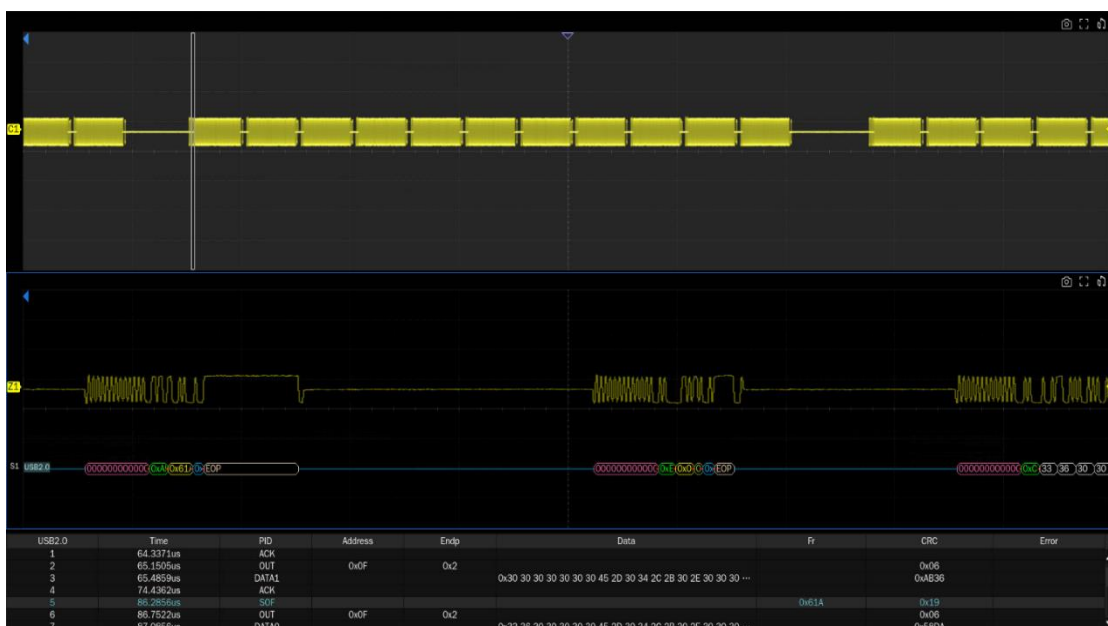 C1
Z1
S1 USB2.0
000000000000 0xA 0x61 0x EOP
000000000000 0xE 0x0 0 0x EOP
000000000000 0xC 33 36 30 30
USB2.0 Time PID Address Endp Data Fr CRC Error
1 64.3371us ACK
2 65.1505us OUT 0x0F 0x2 0x06
3 65.4859us DATA1 0x30 30 30 30 30 30 30 45 2D 30 34 2C 2B 30 2E 30 30 30 ··· 0xAB36
4 74.4362us ACK
5 86.2856us SOF 0x61A 0x19
6 86.7522us OUT 0x0F 0x2 0x06